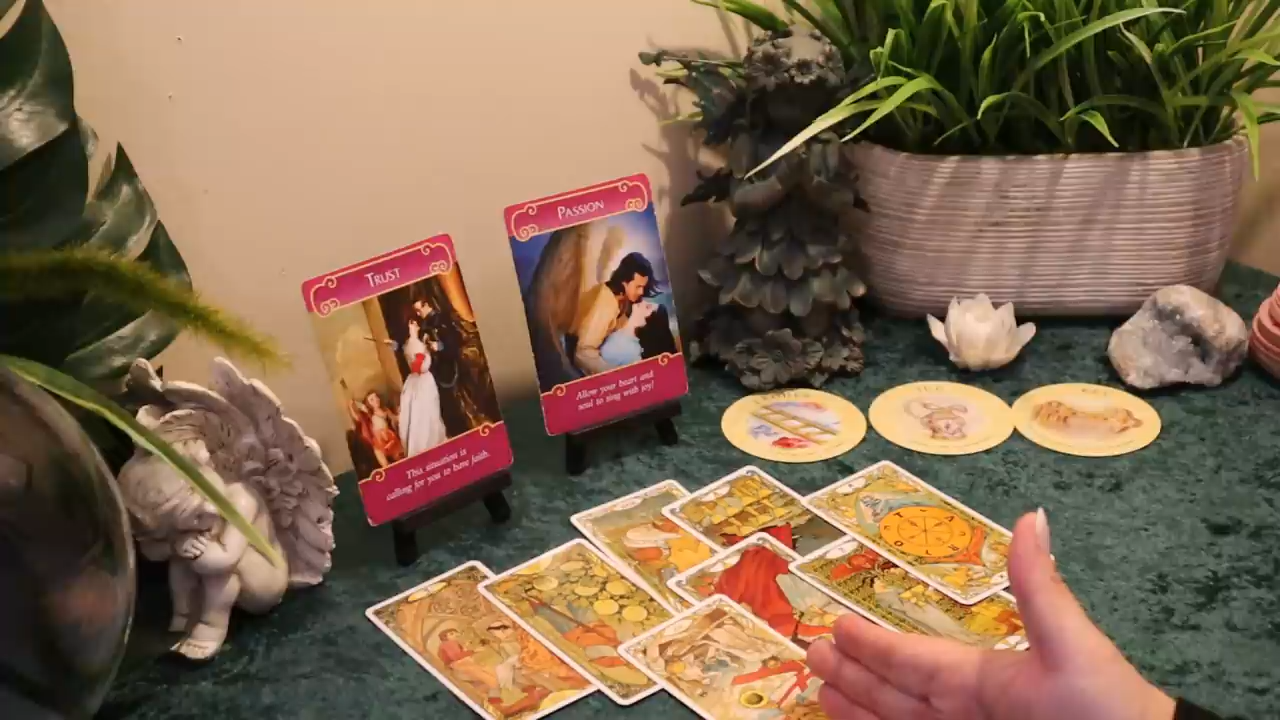 TRUST
This situation is
calling for you to have faith.
PASSION
Allow your heart and
soul to sing with joy!